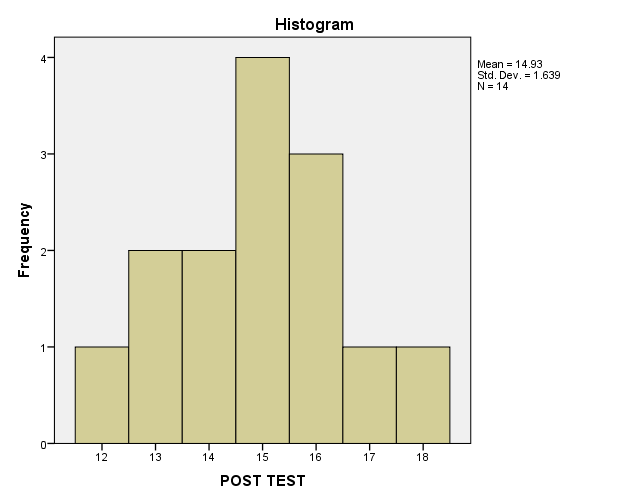 Histogram
Mean = 14.93
Std. Dev. = 1.639
N = 14
4
3
2
1
0
Frequency
12 13 14 15 16 17 18
POST TEST